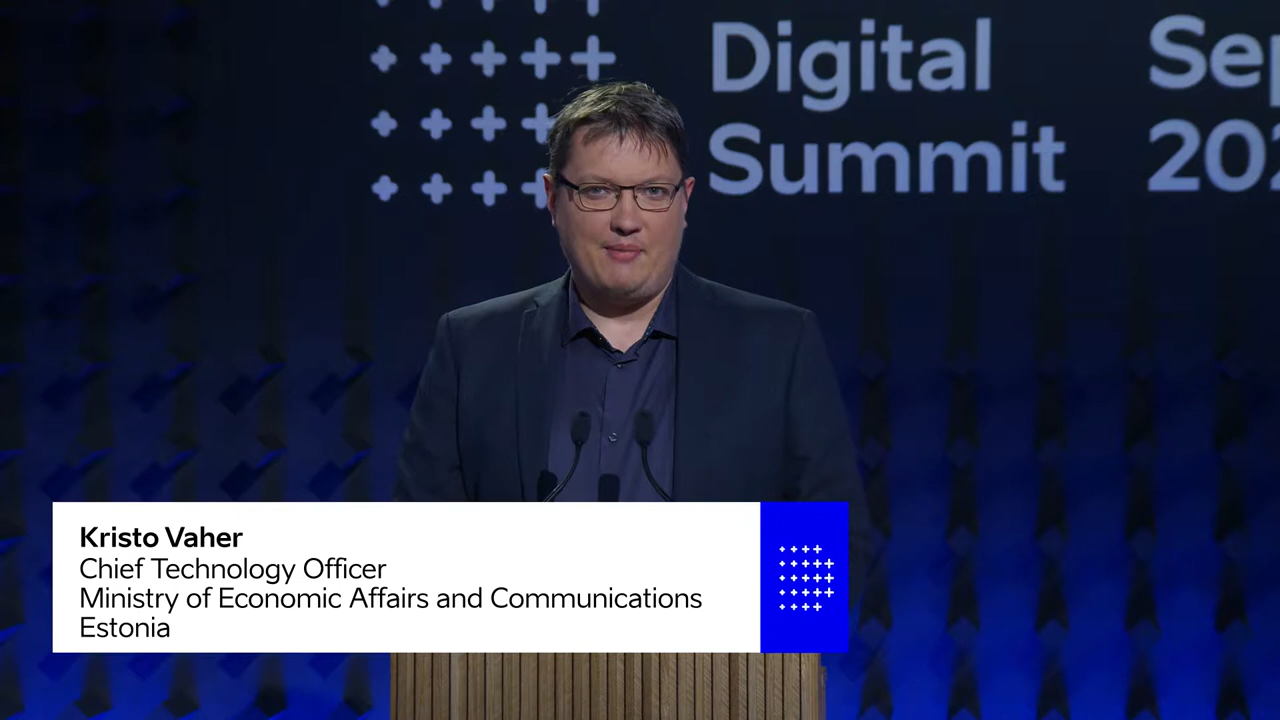 Digital
Summit
Kristo Vaher
Chief Technology Officer
Ministry of Economic Affairs and Communications
Estonia